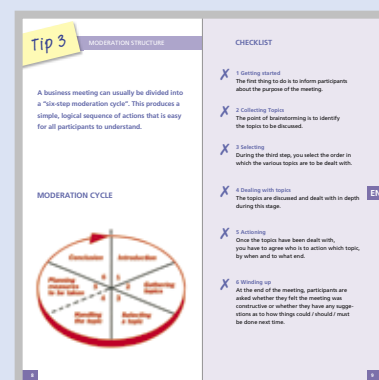 Tip 3
MODERATION STRUCTURE
A business meeting can usually be divided into
a "six-step moderation cycle". This produces a
simple, logical sequence of actions that is easy
for all participants to understand.
MODERATION CYCLE
Conclusion
Introduction
Planning
measures
to be taken
Gathering
topics
Handling
the topic
Selecting
a topic
6
1
5
2
4
3
8
CHECKLIST
1 Getting started
The first thing to do is to inform participants
about the purpose of the meeting.
2 Collecting Topics
The point of brainstorming is to identify
the topics to be discussed.
3 Selecting
During the third step, you select the order in
which the various topics are to be dealt with.
4 Dealing with topics
The topics are discussed and dealt with in depth
during this stage.
5 Actioning
Once the topics have been dealt with,
you have to agree who is to action which topic,
by when and to what end.
6 Winding up
At the end of the meeting, participants are
asked whether they felt the meeting was
constructive or whether they have any sugge-
stions as to how things could / should / must
be done next time.
EN
9